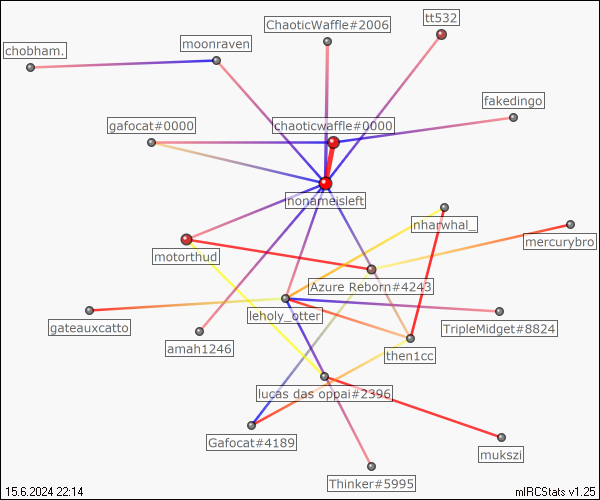 ChaoticWaffle#2006
tt532
chobham.
moonraven
fakedingo
gafocat#0000
chaoticwaffle#0000
nonameisleft
nharwhal_
mercurybro
motorthud
Azure Reborn#4243
leholy_otter
gateauxcatto
TripleMidget#8824
amah1246
then1cc
lucas das oppai#2396
Gafocat#4189
mukszi
Thinker#5995
15.6.2024 22:14
mIRCStats v1.25